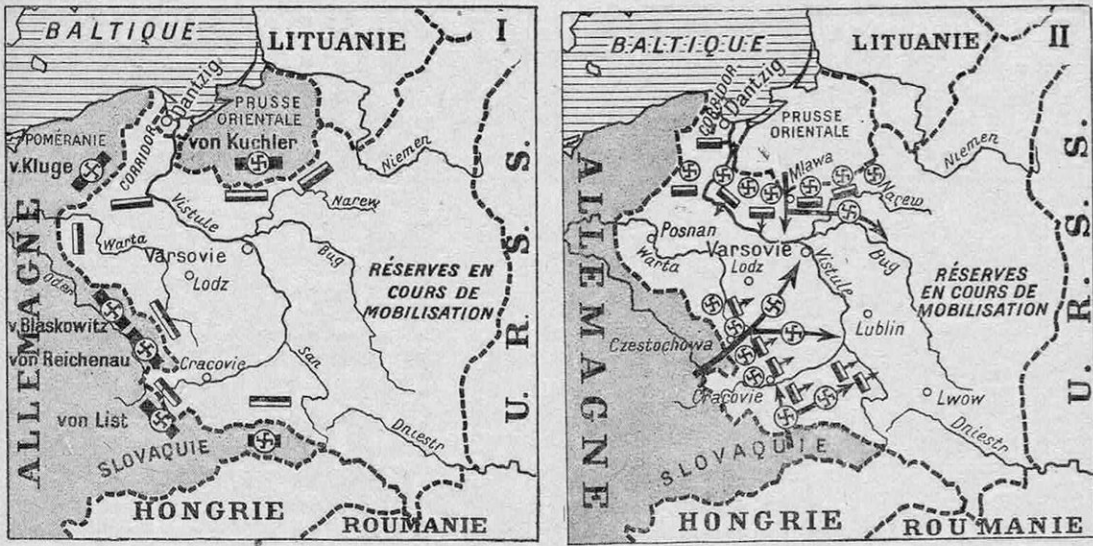 BALTIQUE
LITUANIE
I
Dantzig
CORRIDOR
PRUSSE
ORIENTALE
von Kuchler
POMÉRANIE
v.Kluge
Niemen
Narew
Vistule
Warta
Varsovie
Lodz
Bug
Oder
RÉSERVES EN
COURS DE
MOBILISATION
v.Blaskowitz
von Reichenau
Cracovie
San
von List
Dniestr
SLOVAQUIE
ALLEMAGNE
U.R.S.S.
HONGRIE
ROUMANIE
BALTIQUE
LITUANIE
II
CORRIDOR
Dantzig
PRUSSE
ORIENTALE
Niemen
Mlawa
Narew
Posnan
Varsovie
Warta
Lodz
Vistule
Bug
RÉSERVES
EN COURS DE
MOBILISATION
Lublin
Czestochowa
Cracovie
Lwow
Dniestr
SLOVAQUIE
ALLEMAGNE
U.R.S.S.
HONGRIE
ROUMANIE